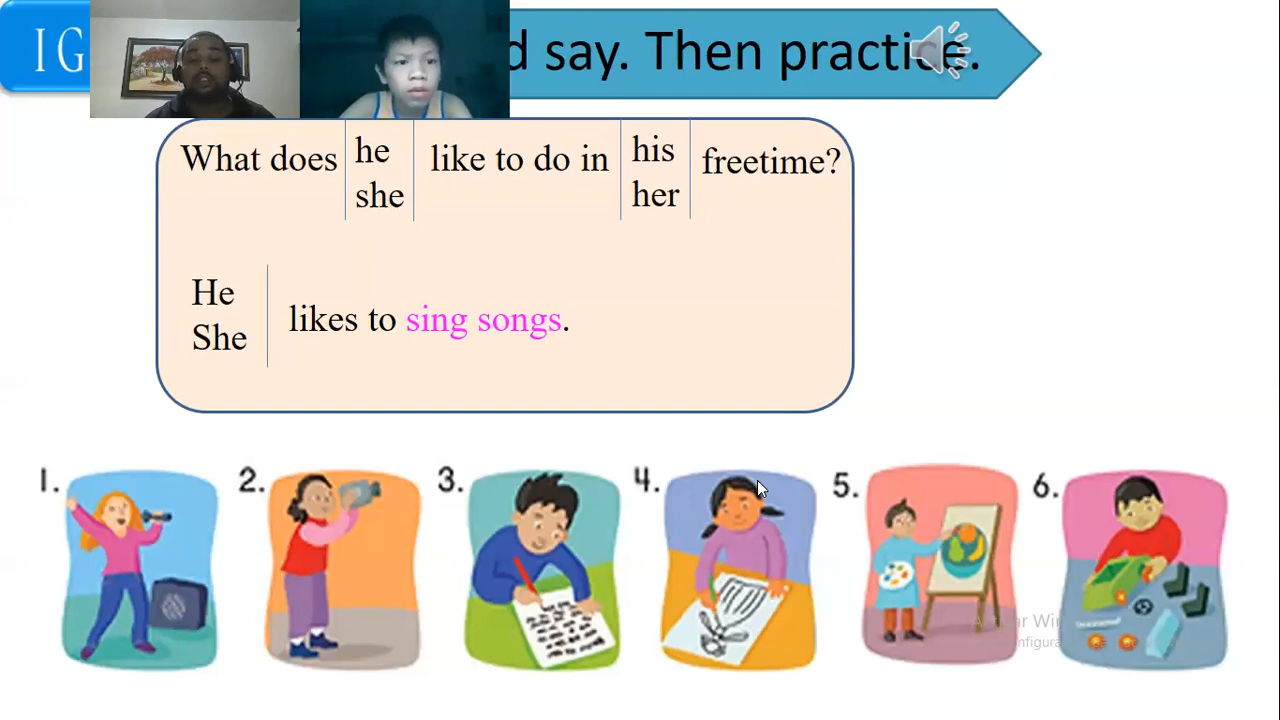 IG
d say. Then practice.
What does he like to do in his freetime?
she her
He
She
likes to sing songs.
1. 2. 3. 4. 5. 6.